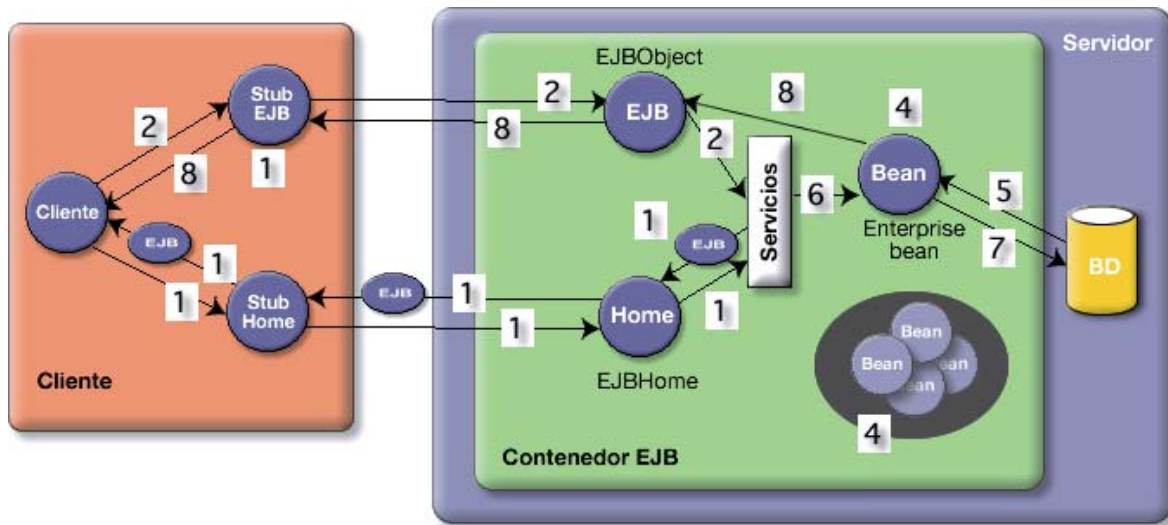 Servidor
EJBObject
Stub
EJB
2
2
8
4
EJB
8
2
8
1
Servicios
Bean
5
Cliente
6
1
EJB
Enterprise
bean
7
BD
EJB
1
1
Stub
Home
EJB
1
1
Home
1
Bean
Bean
ean
ean
EJBHome
Cliente
4
Contenedor EJB